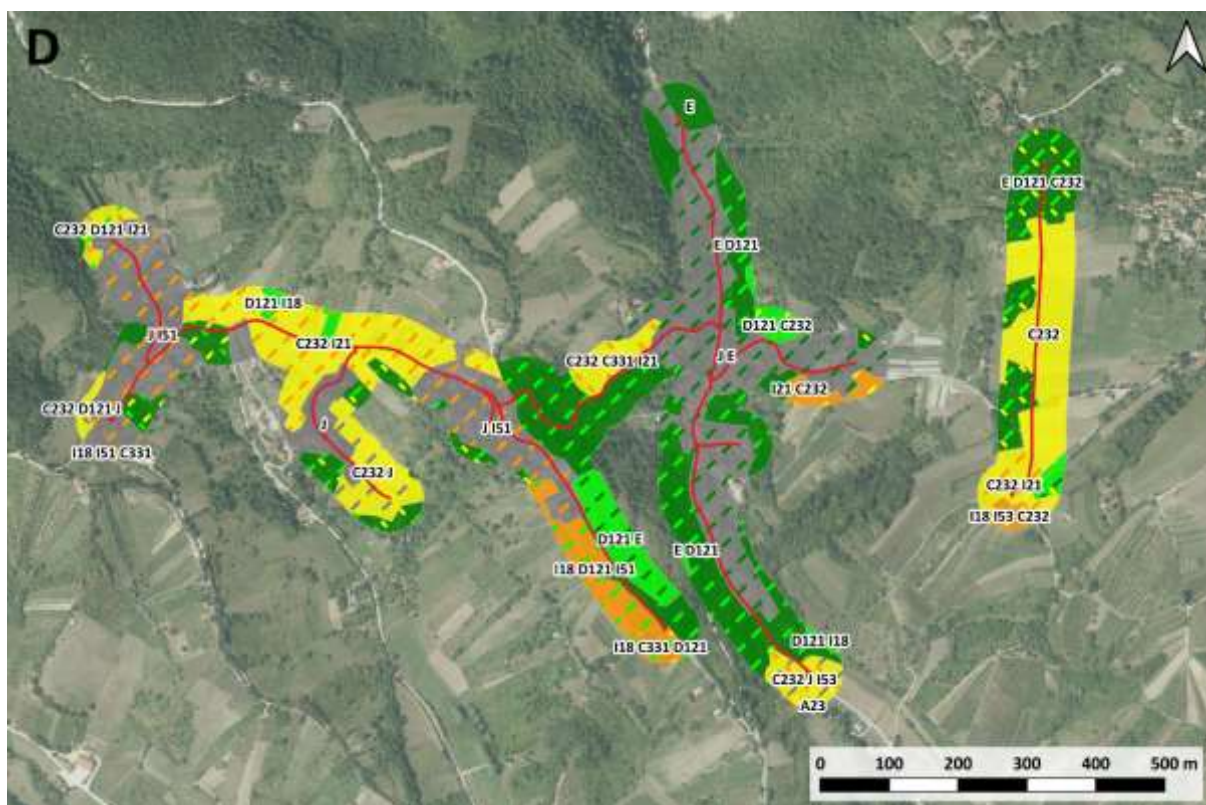 D
E
E D121 C232
C232 D121 I21
E D121
D121 I18
D121 C232
J I51
C232 I21
C232
C232 C331 I21
J E
I21 C232
C232 D121 J
J
J I51
I18 I51 C331
C232 J
C232 I21
I18 I53 C232
D121 E
E D121
I18 D121 I51
I18 C331 D121
D121 I18
C232 J I53
A23
0 100 200 300 400 500 m